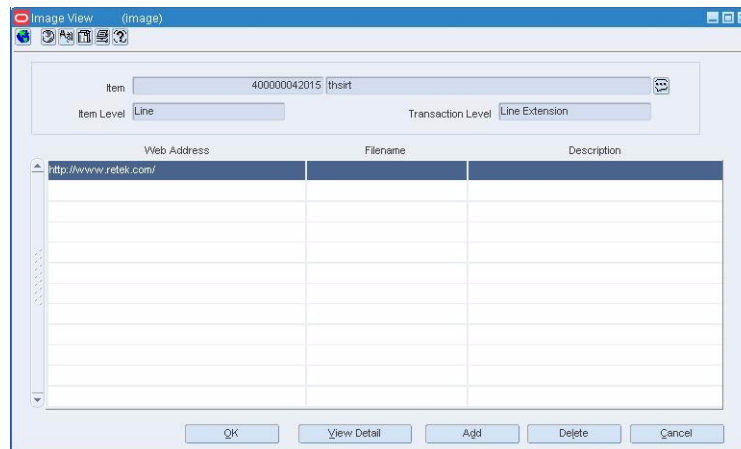 Image View (image)
Item 400000042015 thsirt
Item Level Line Transaction Level Line Extension
Web Address Filename Description
http://www.retek.com/
OK View Detail Add Delete Cancel